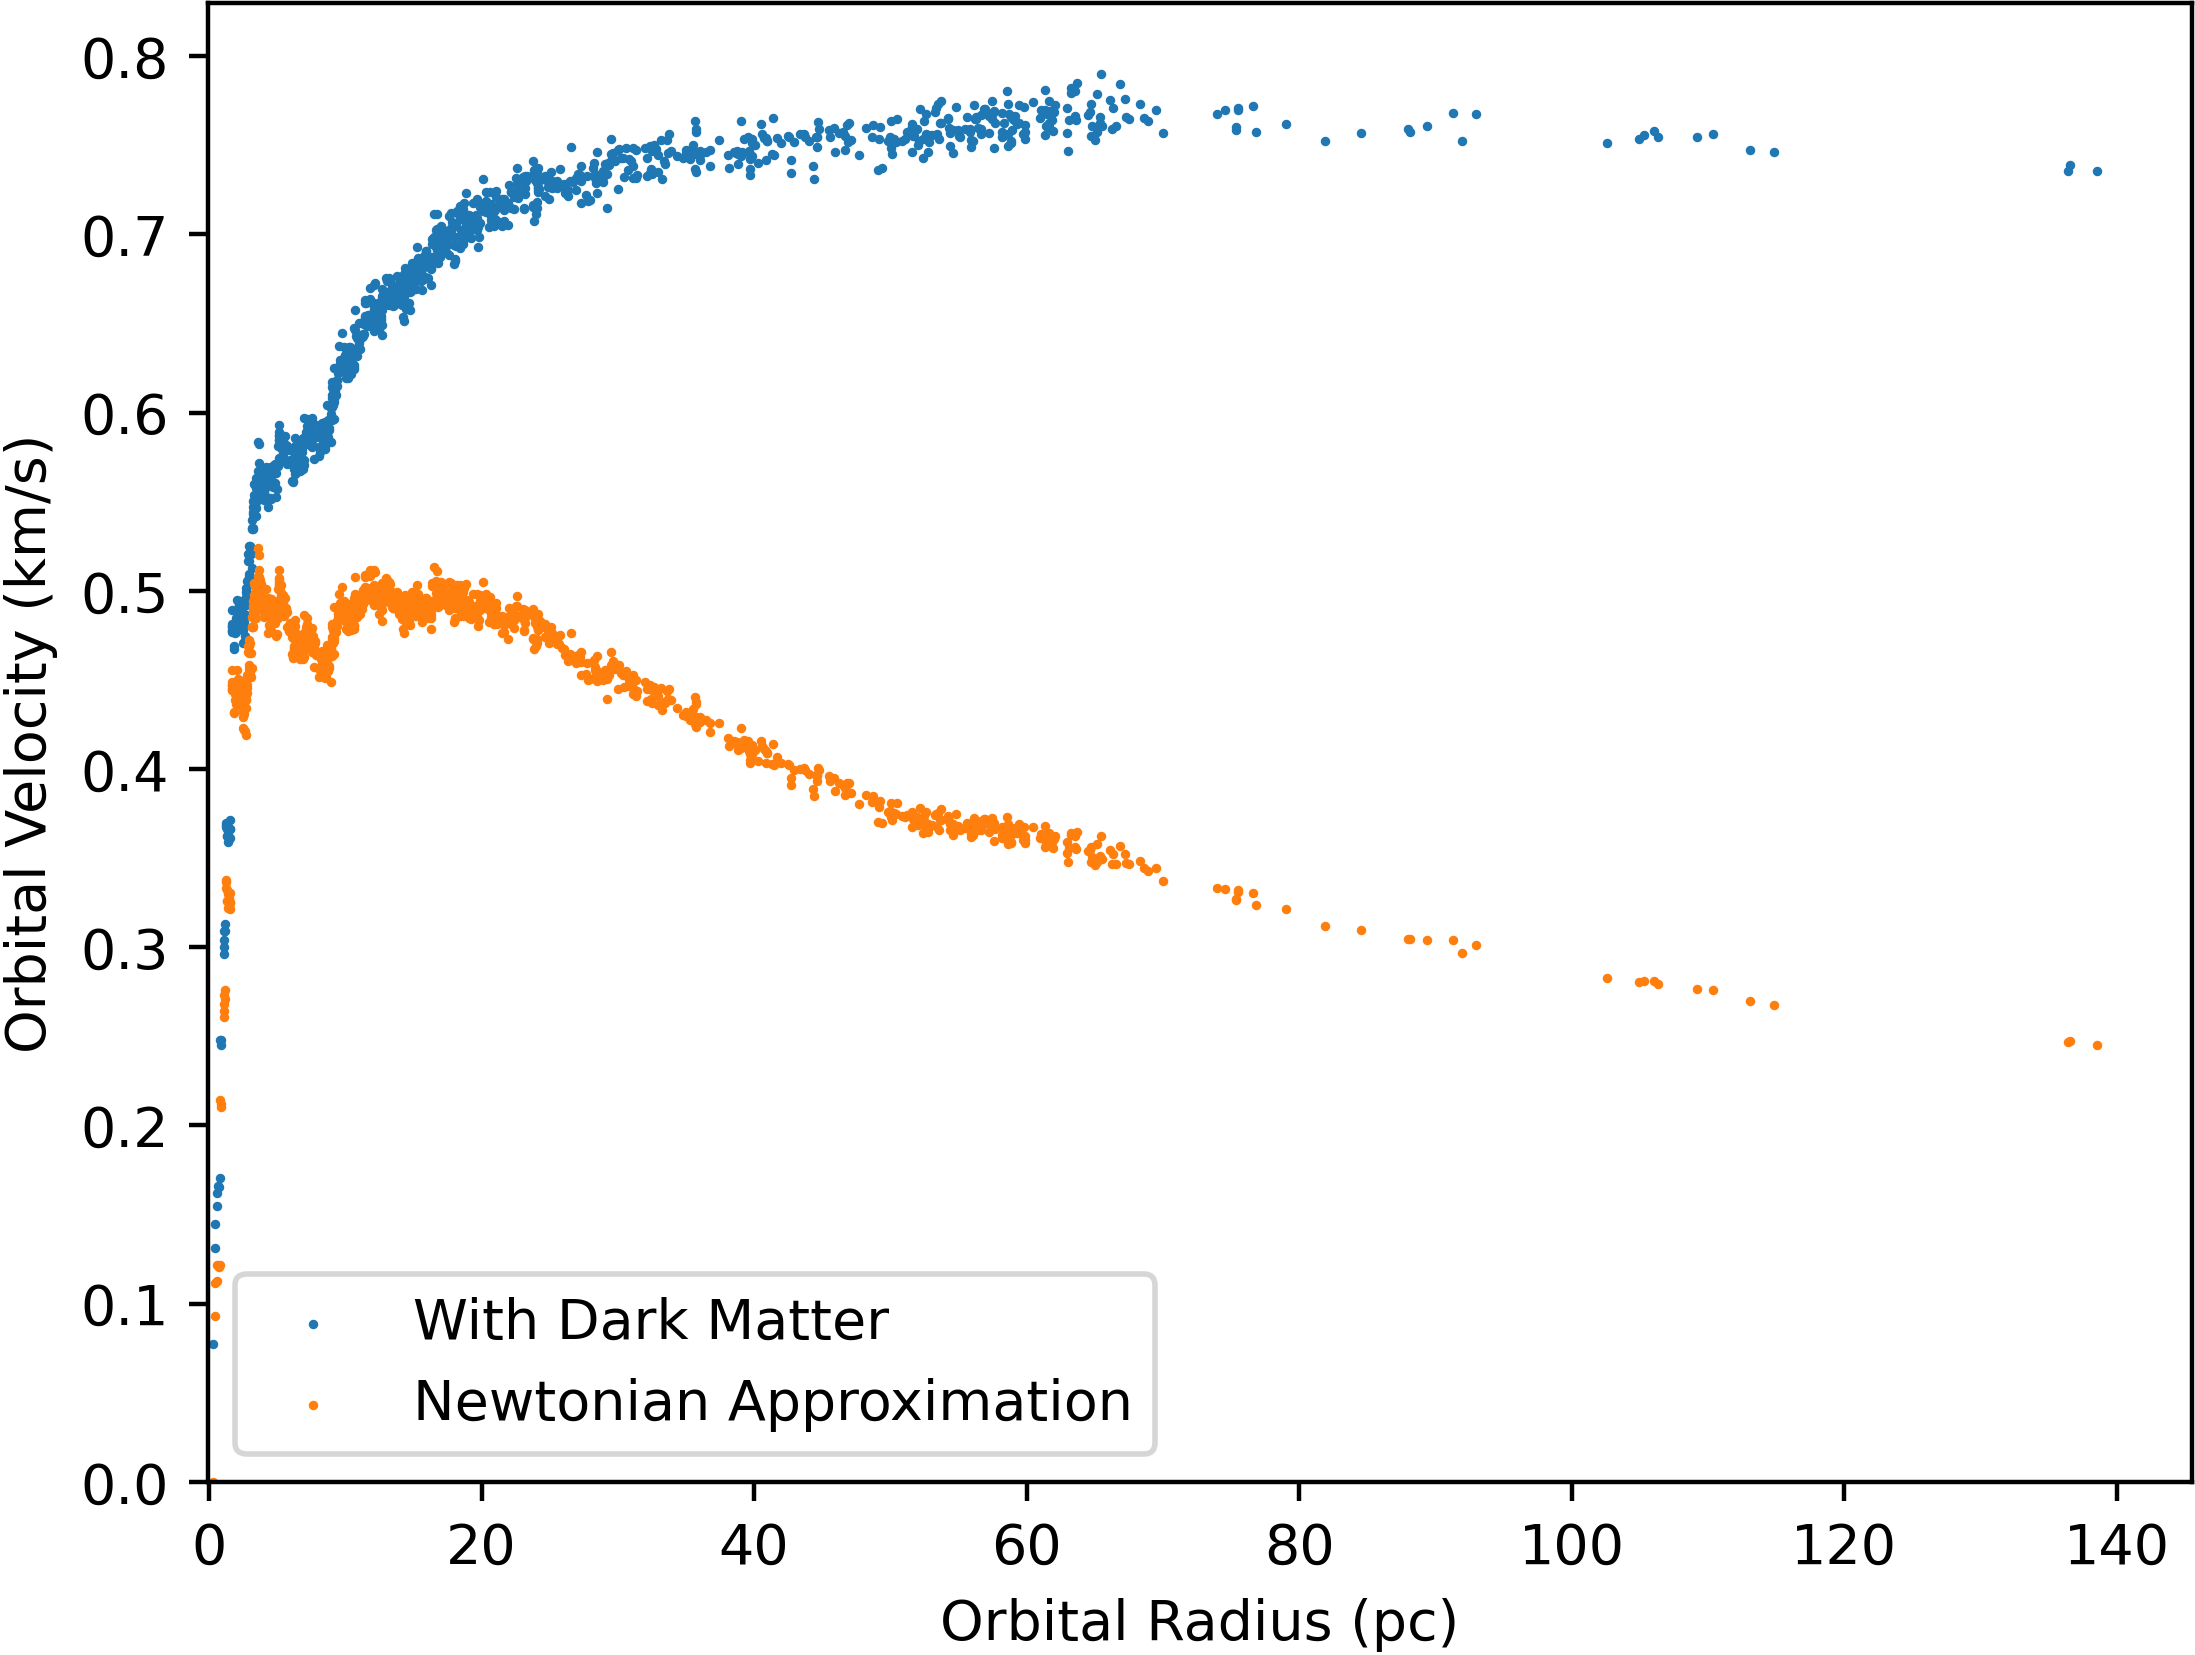 Orbital Velocity (km/s)
0.8
0.7
0.6
0.5
0.4
0.3
0.2
0.1
0.0
With Dark Matter
Newtonian Approximation
0 20 40 60 80 100 120 140
Orbital Radius (pc)